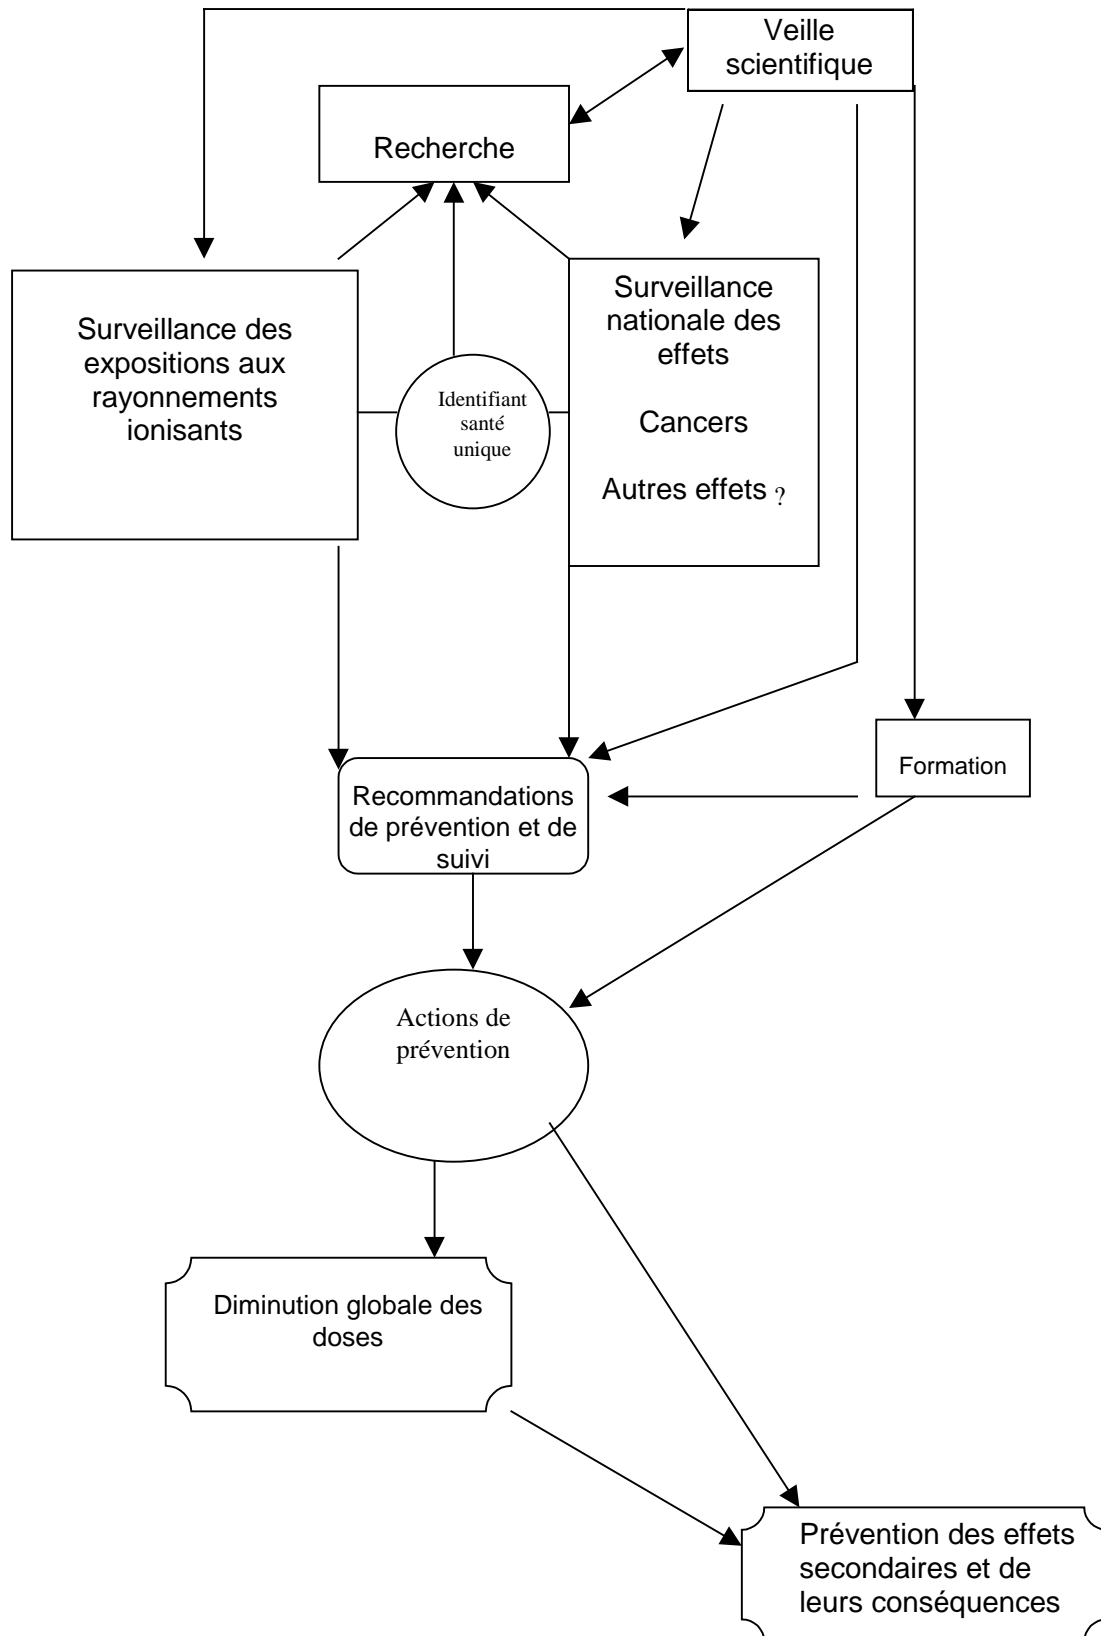 Veille
scientifique
Recherche
Surveillance des
expositions aux
rayonnements
ionisants
Identifiant
santé
unique
Surveillance
nationale des
effets
Cancers
Autres effets ?
Formation
Recommandations
de prévention et de
suivi
Actions de
prévention
Diminution globale des
doses
Prévention des effets
secondaires et de
leurs conséquences